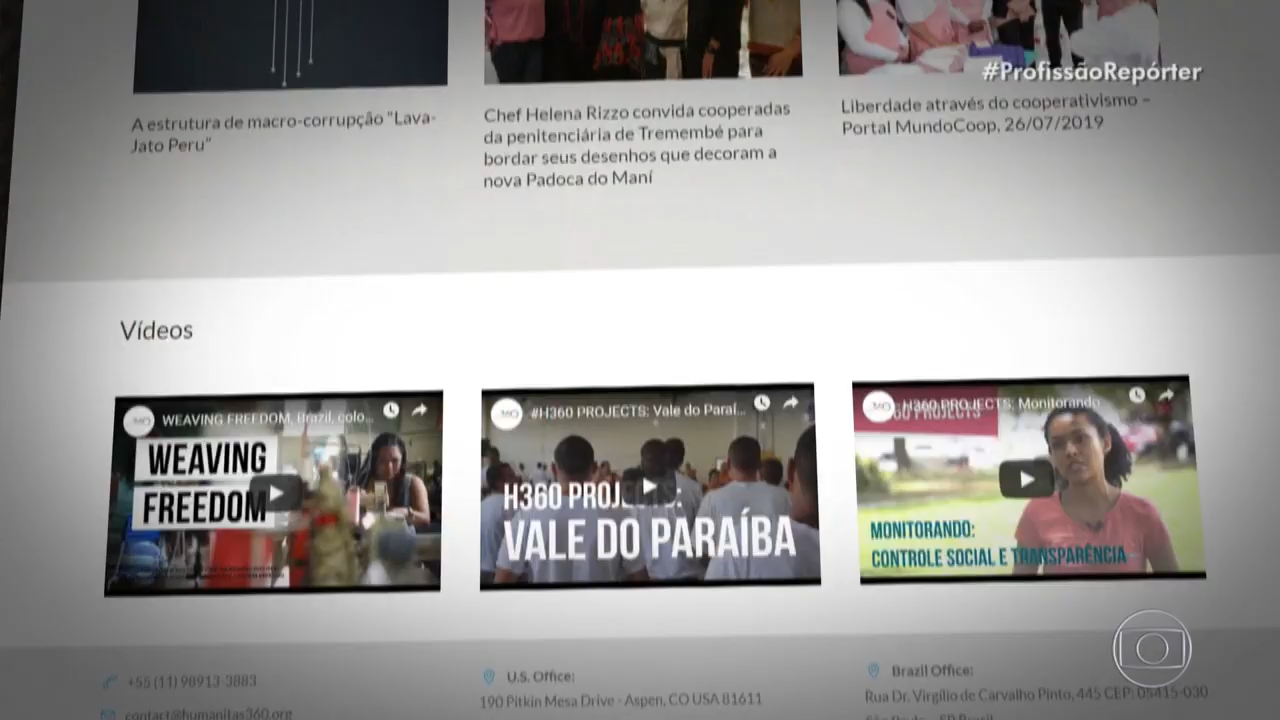 #ProfissãoRepórter
A estrutura de macro-corrupção "Lava-
Jato Peru"
Chef Helena Rizzo convida cooperadas
da penitenciária de Tremembé para
bordar seus desenhos que decoram a
nova Padoca do Maní
Liberdade através do cooperativismo –
Portal MundoCoop, 26/07/2019
Vídeos
WEAVING FREEDOM, Brazil, colo...
WEAVING
FREEDOM
#H360 PROJECTS: Vale do Paraí...
H360 PROJECTS:
VALE DO PARAÍBA
H360 PROJECTS: Monitorando
MONITORANDO:
CONTROLE SOCIAL E TRANSPARÊNCIA
+55 (11) 98913-3883
contact@humanitas360.org
U.S. Office:
190 Pitkin Mesa Drive - Aspen, CO USA 81611
Brazil Office:
Rua Dr. Virgílio de Carvalho Pinto, 445 CEP: 05415-030